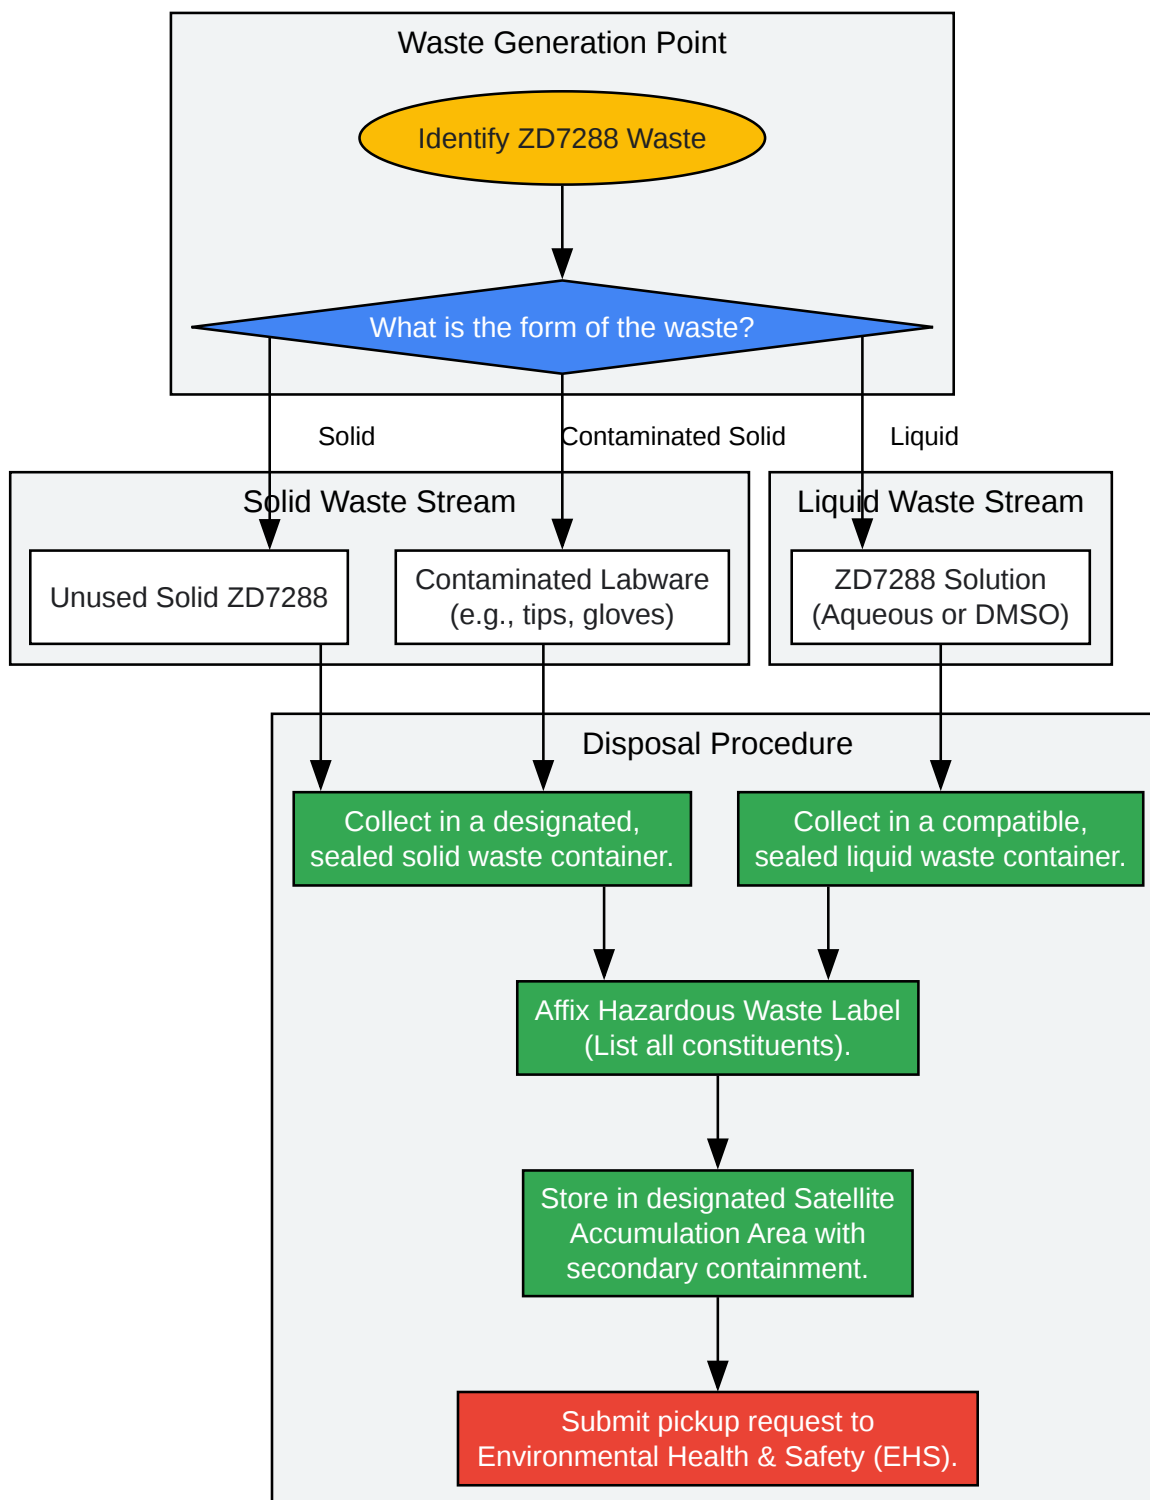 Waste Generation Point
Identify ZD7288 Waste
What is the form of the waste?
Solid
Contaminated Solid
Liquid
Solid Waste Stream
Liquid Waste Stream
Unused Solid ZD7288
Contaminated Labware
(e.g., tips, gloves)
ZD7288 Solution
(Aqueous or DMSO)
Disposal Procedure
Collect in a designated,
sealed solid waste container.
Collect in a compatible,
sealed liquid waste container.
Affix Hazardous Waste Label
(List all constituents).
Store in designated Satellite
Accumulation Area with
secondary containment.
Submit pickup request to
Environmental Health & Safety (EHS).